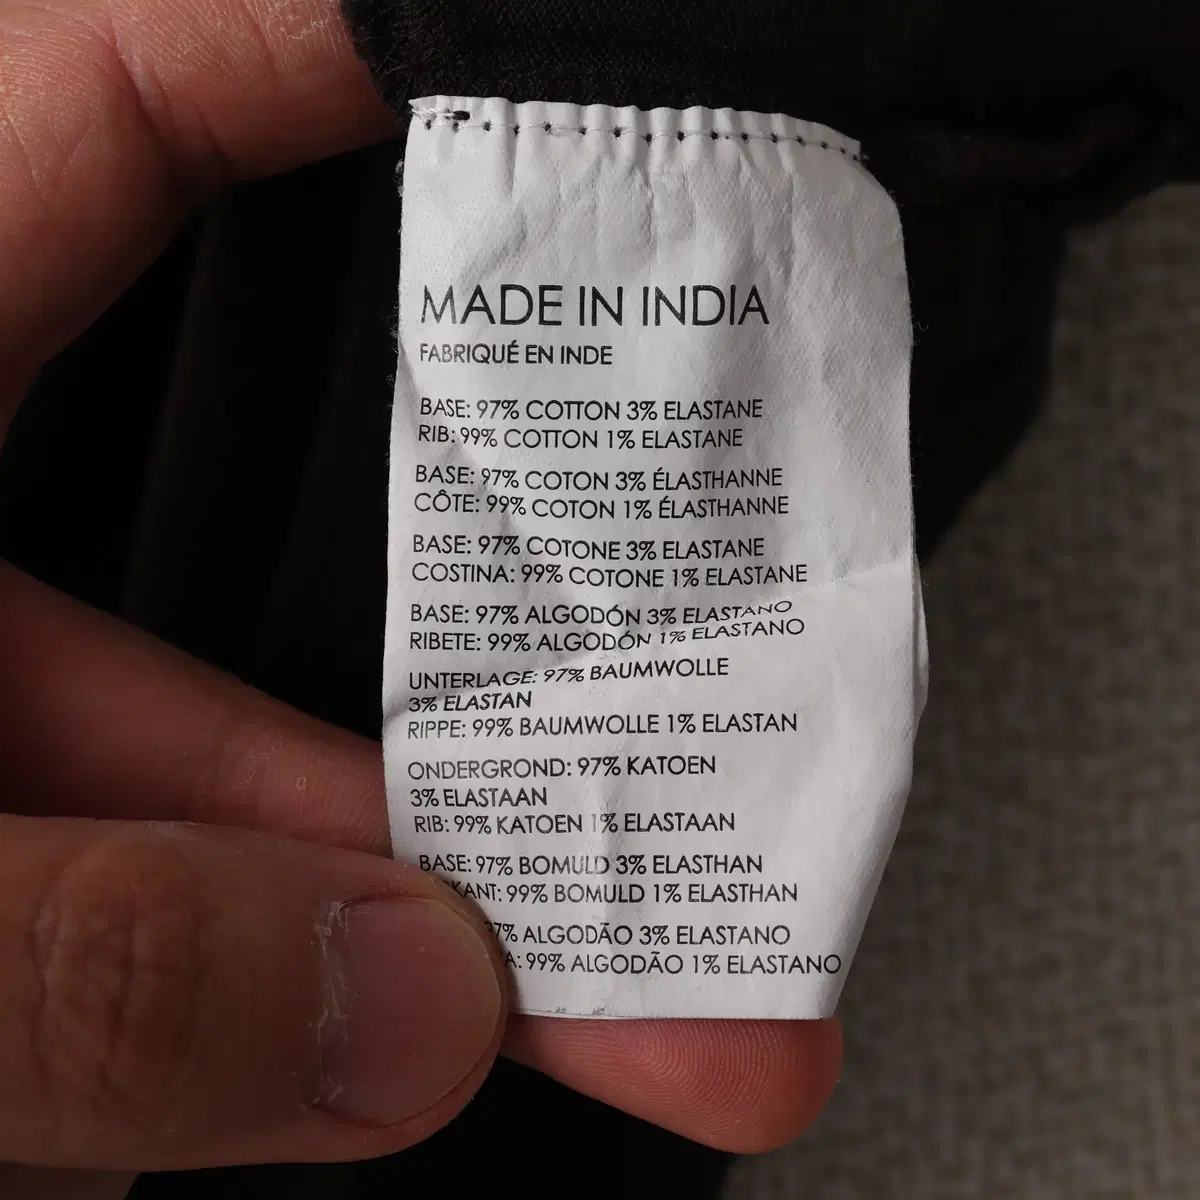 MADE IN INDIA
FABRIQUÉ EN INDE
BASE: 97% COTTON 3% ELASTANE
RIB: 99% COTTON 1% ELASTANE
BASE: 97% COTON 3% ÉLASTHANNE
CÔTE: 99% COTON 1% ÉLASTHANNE
BASE: 97% COTONE 3% ELASTANE
COSTINA: 99% COTONE 1% ELASTANE
BASE: 97% ALGODÓN 3% ELASTANO
RIBETE: 99% ALGODÓN 1% ELASTANO
UNTERLAGE: 97% BAUMWOLLE
3% ELASTAN
RIPPE: 99% BAUMWOLLE 1% ELASTAN
ONDERGROND: 97% KATOEN
3% ELASTAAN
RIB: 99% KATOEN 1% ELASTAAN
BASE: 97% BOMULD 3% ELASTHAN
99% BOMULD 1% ELASTHAN
ALGODÃO 3% ELASTANO
99% ALGODÃO 1% ELASTANO